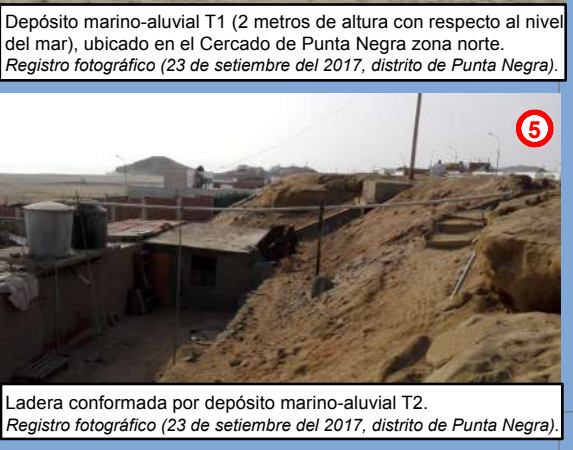 Depósito marino-aluvial T1 (2 metros de altura con respecto al nivel
del mar), ubicado en el Cercado de Punta Negra zona norte.
Registro fotográfico (23 de setiembre del 2017, distrito de Punta Negra).
5
Ladera conformada por depósito marino-aluvial T2.
Registro fotográfico (23 de setiembre del 2017, distrito de Punta Negra).